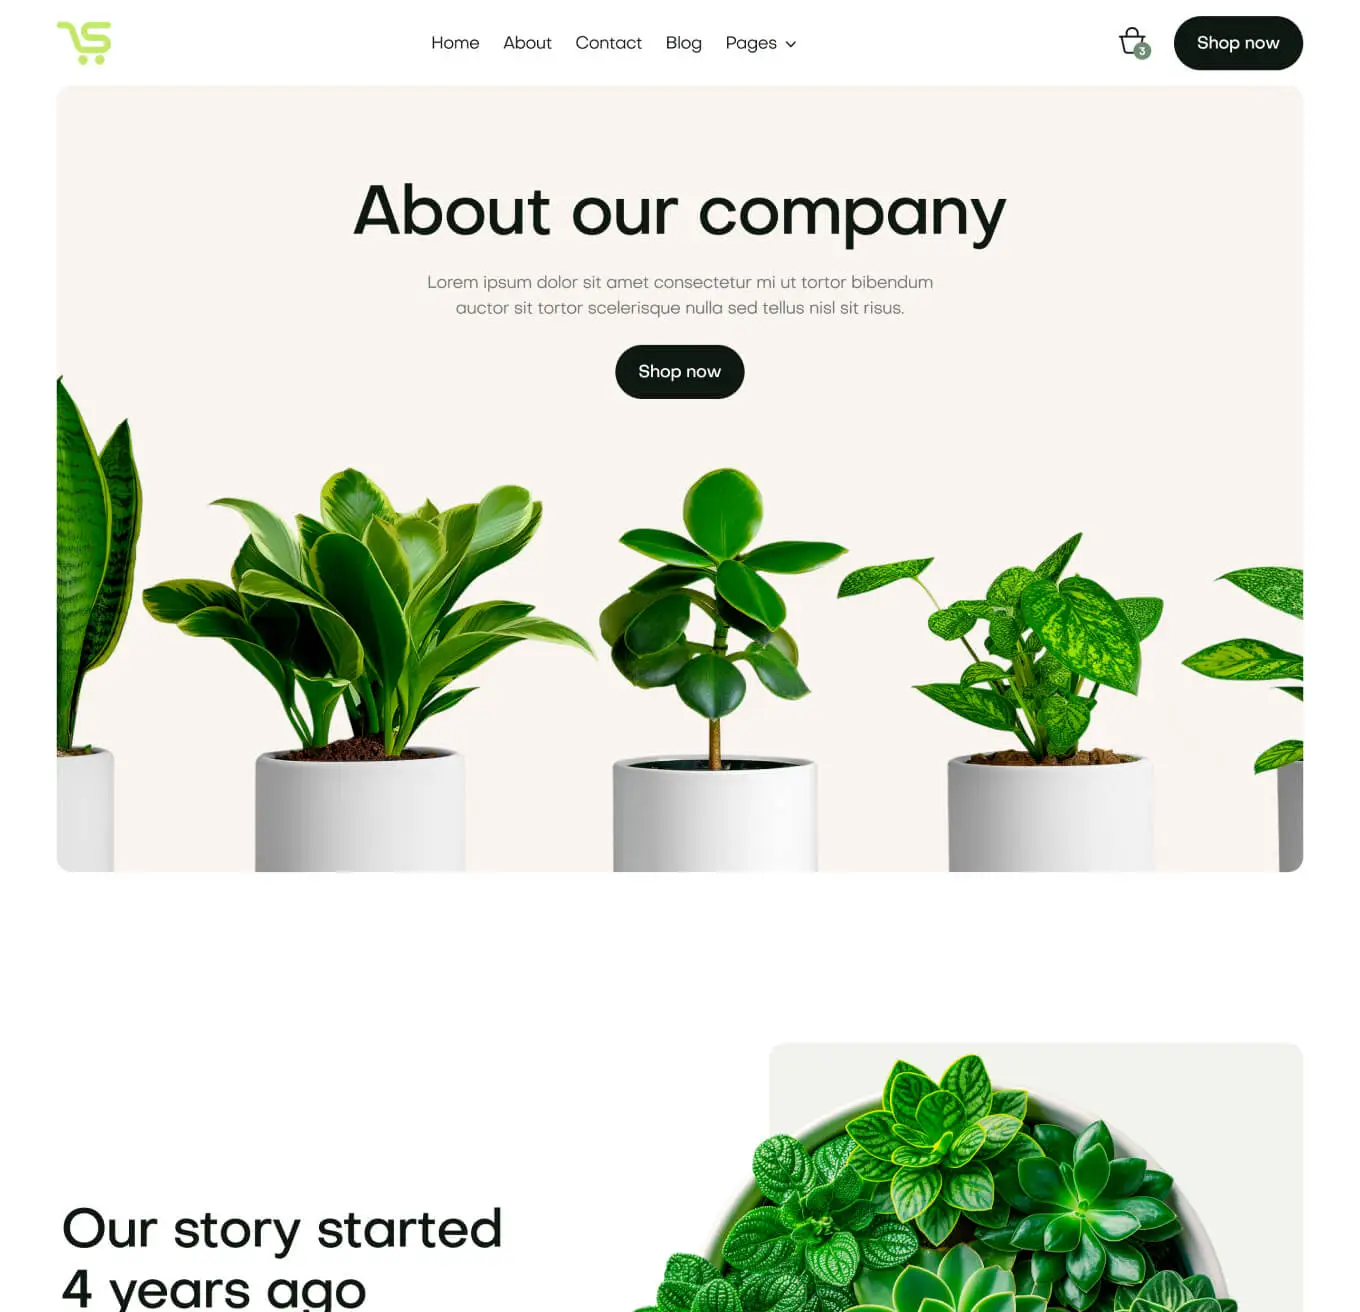 Home About Contact Blog Pages
3
Shop now
About our company
Lorem ipsum dolor sit amet consectetur mi ut tortor bibendum
auctor sit tortor scelerisque nulla sed tellus nisl sit risus.
Shop now
Our story started
4 years ago